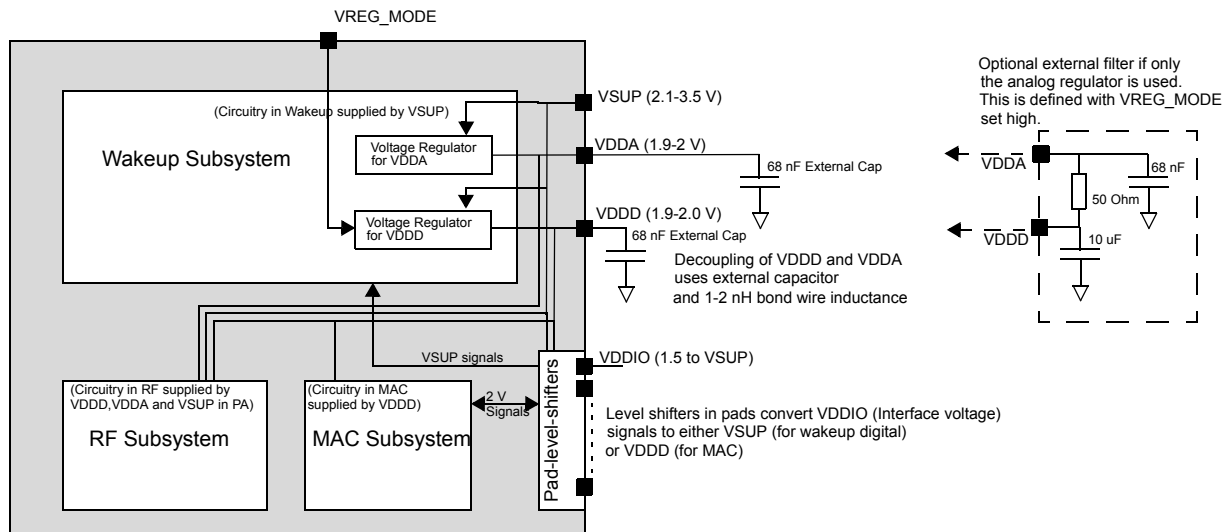 VREG_MODE
(Circuitry in Wakeup supplied by VSUP)
Wakeup Subsystem
Voltage Regulator
for VDDA
Voltage Regulator
for VDDD
VSUP (2.1-3.5 V)
VDDA (1.9-2 V)
68 nF External Cap
VDDD (1.9-2.0 V)
68 nF External Cap
Decoupling of VDDD and VDDA
uses external capacitor
and 1-2 nH bond wire inductance
Optional external filter if only
the analog regulator is used.
This is defined with VREG_MODE
set high.
VDDA
68 nF
50 Ohm
VDDD
10 uF
VSUP signals
VDDIO (1.5 to VSUP)
(Circuitry in RF supplied by
VDDD,VDDA and VSUP in PA)
RF Subsystem
(Circuitry in MAC
supplied by VDDD)
MAC Subsystem
2 V
Signals
Pad-level-shifters
Level shifters in pads convert VDDIO (Interface voltage)
signals to either VSUP (for wakeup digital)
or VDDD (for MAC)